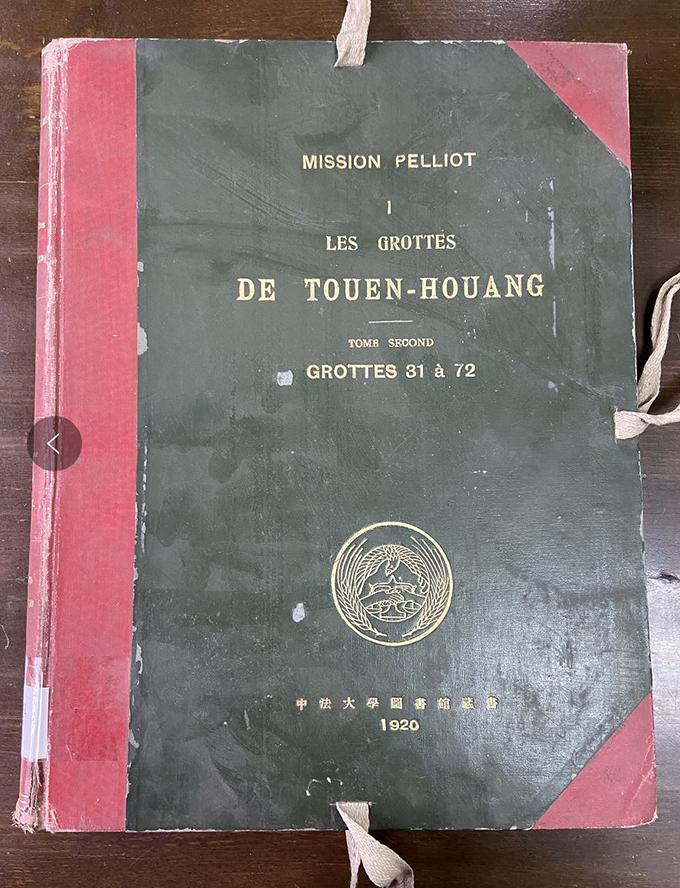 MISSION PELLIOT
I
LES GROTTES
DE TOUEN-HOUANG
TOME SECOND
GROTTES 31 à 72
中法大學圖書館藏書
1920